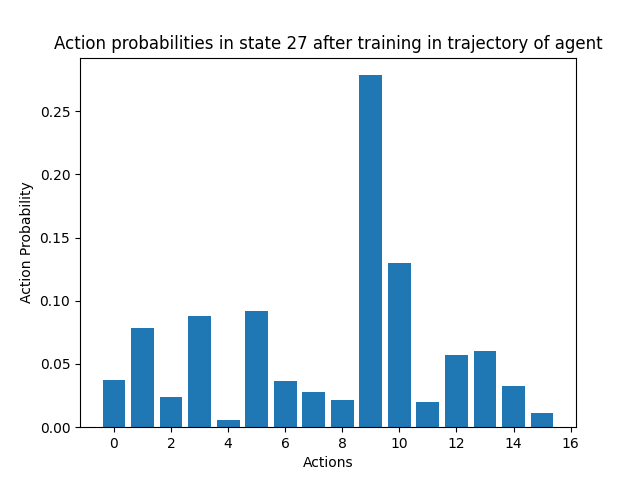 Action probabilities in state 27 after training in trajectory of agent
0.25
0.20
0.15
0.10
0.05
0.00
Action Probability
0 2 4 6 8 10 12 14 16
Actions